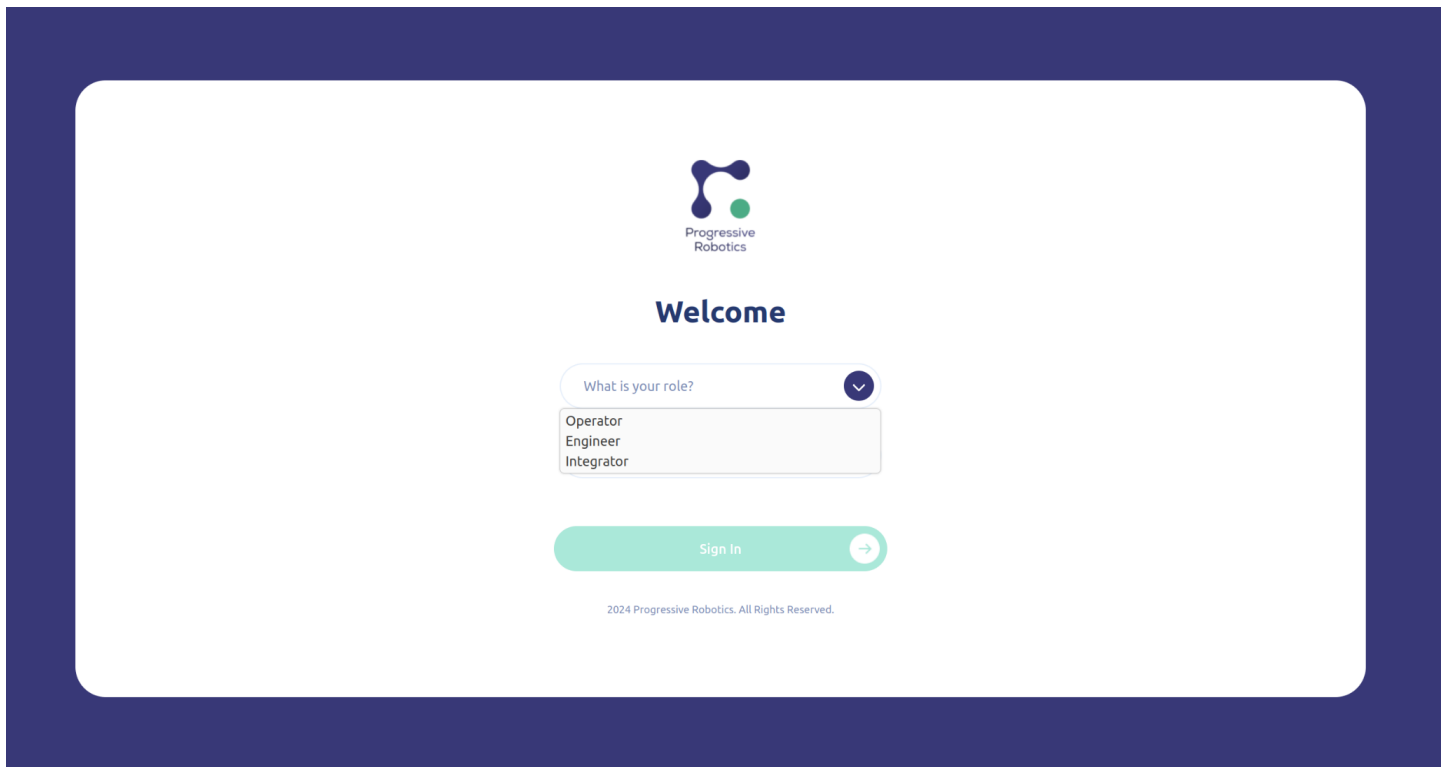 Progressive
Robotics
Welcome
What is your role?
Operator
Engineer
Integrator
Sign In
2024 Progressive Robotics. All Rights Reserved.